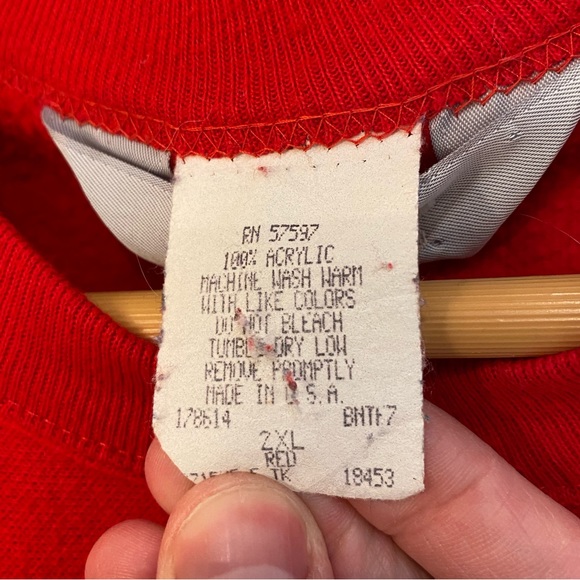 RN 57597
100% ACRYLIC
MACHINE WASH WARM
WITH LIKE COLORS
DO NOT BLEACH
TUMBLE DRY LOW
REMOVE PROMPTLY
MADE IN U.S.A.
178614
2XL
RED
TK 18453